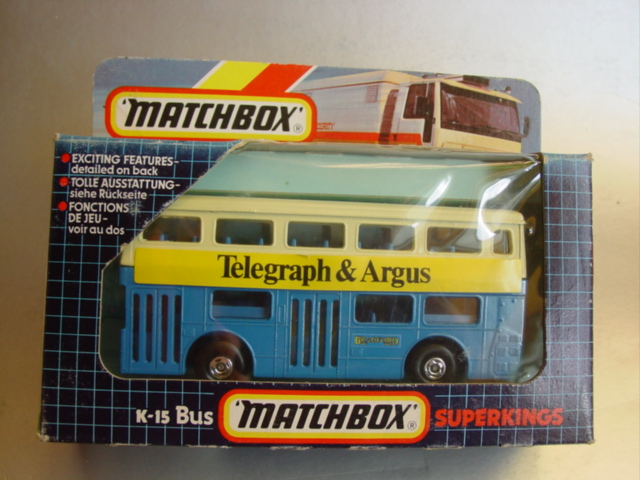 'MATCHBOX'®
EXCITING FEATURES-
detailed on back
TOLLE AUSSTATTUNG-
siehe Rückseite
FONCTIONS
DE JEU-
voir au dos
Telegraph & Argus
K-15 Bus
'MATCHBOX'®
SUPERKINGS